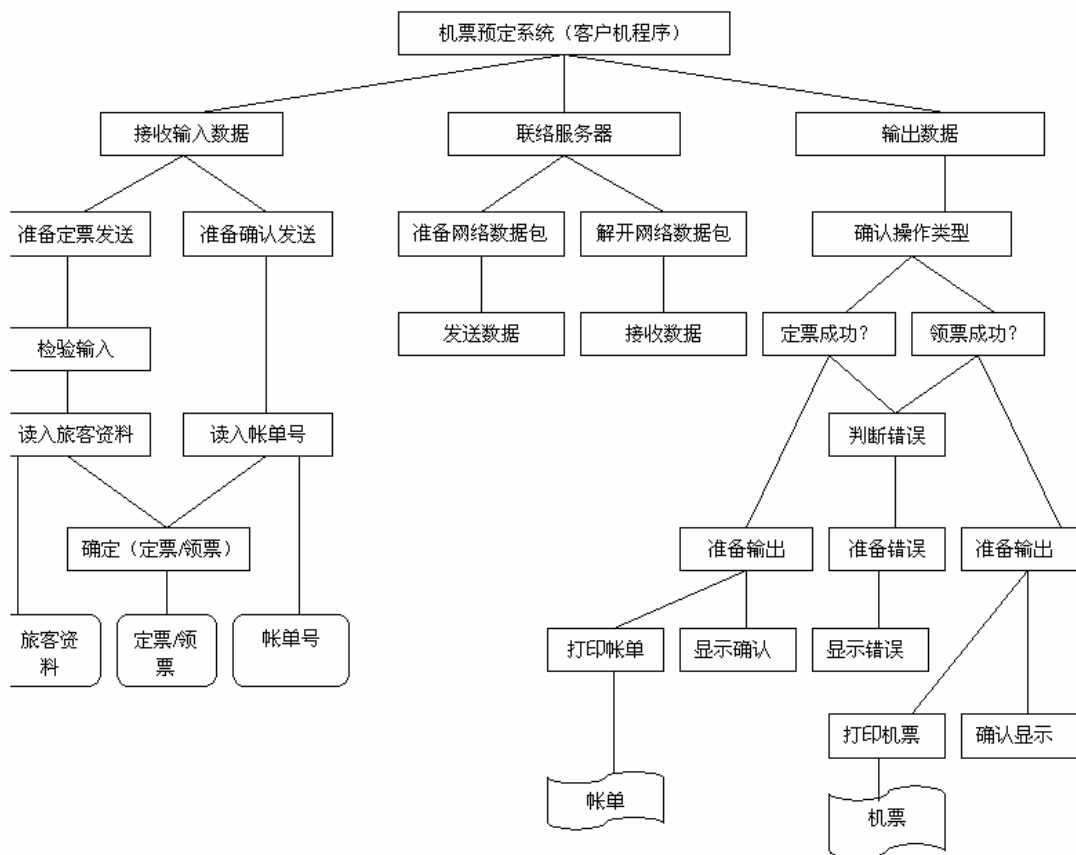 机票预定系统（客户机程序）
接收输入数据
联络服务器
输出数据
准备定票发送
准备确认发送
准备网络数据包
解开网络数据包
确认操作类型
检验输入
发送数据
接收数据
定票成功?
领票成功?
读入旅客资料
读入帐单号
判断错误
确定（定票/领票）
准备输出
准备错误
准备输出
旅客资
料
定票/领
票
帐单号
打印帐单
显示确认
显示错误
打印机票
确认显示
帐单
机票